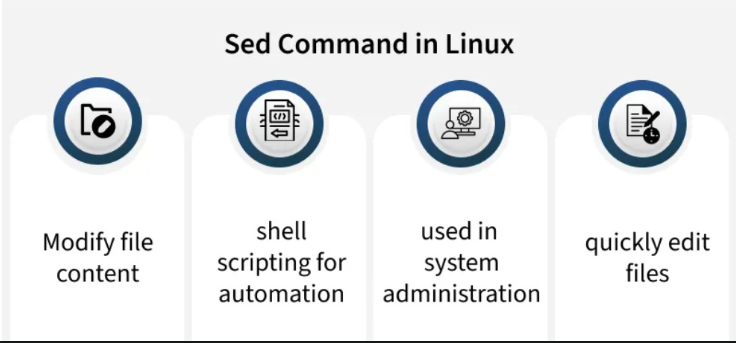 Sed Command in Linux
Modify file
content
shell
scripting for
automation
used in
system
administration
quickly edit
files